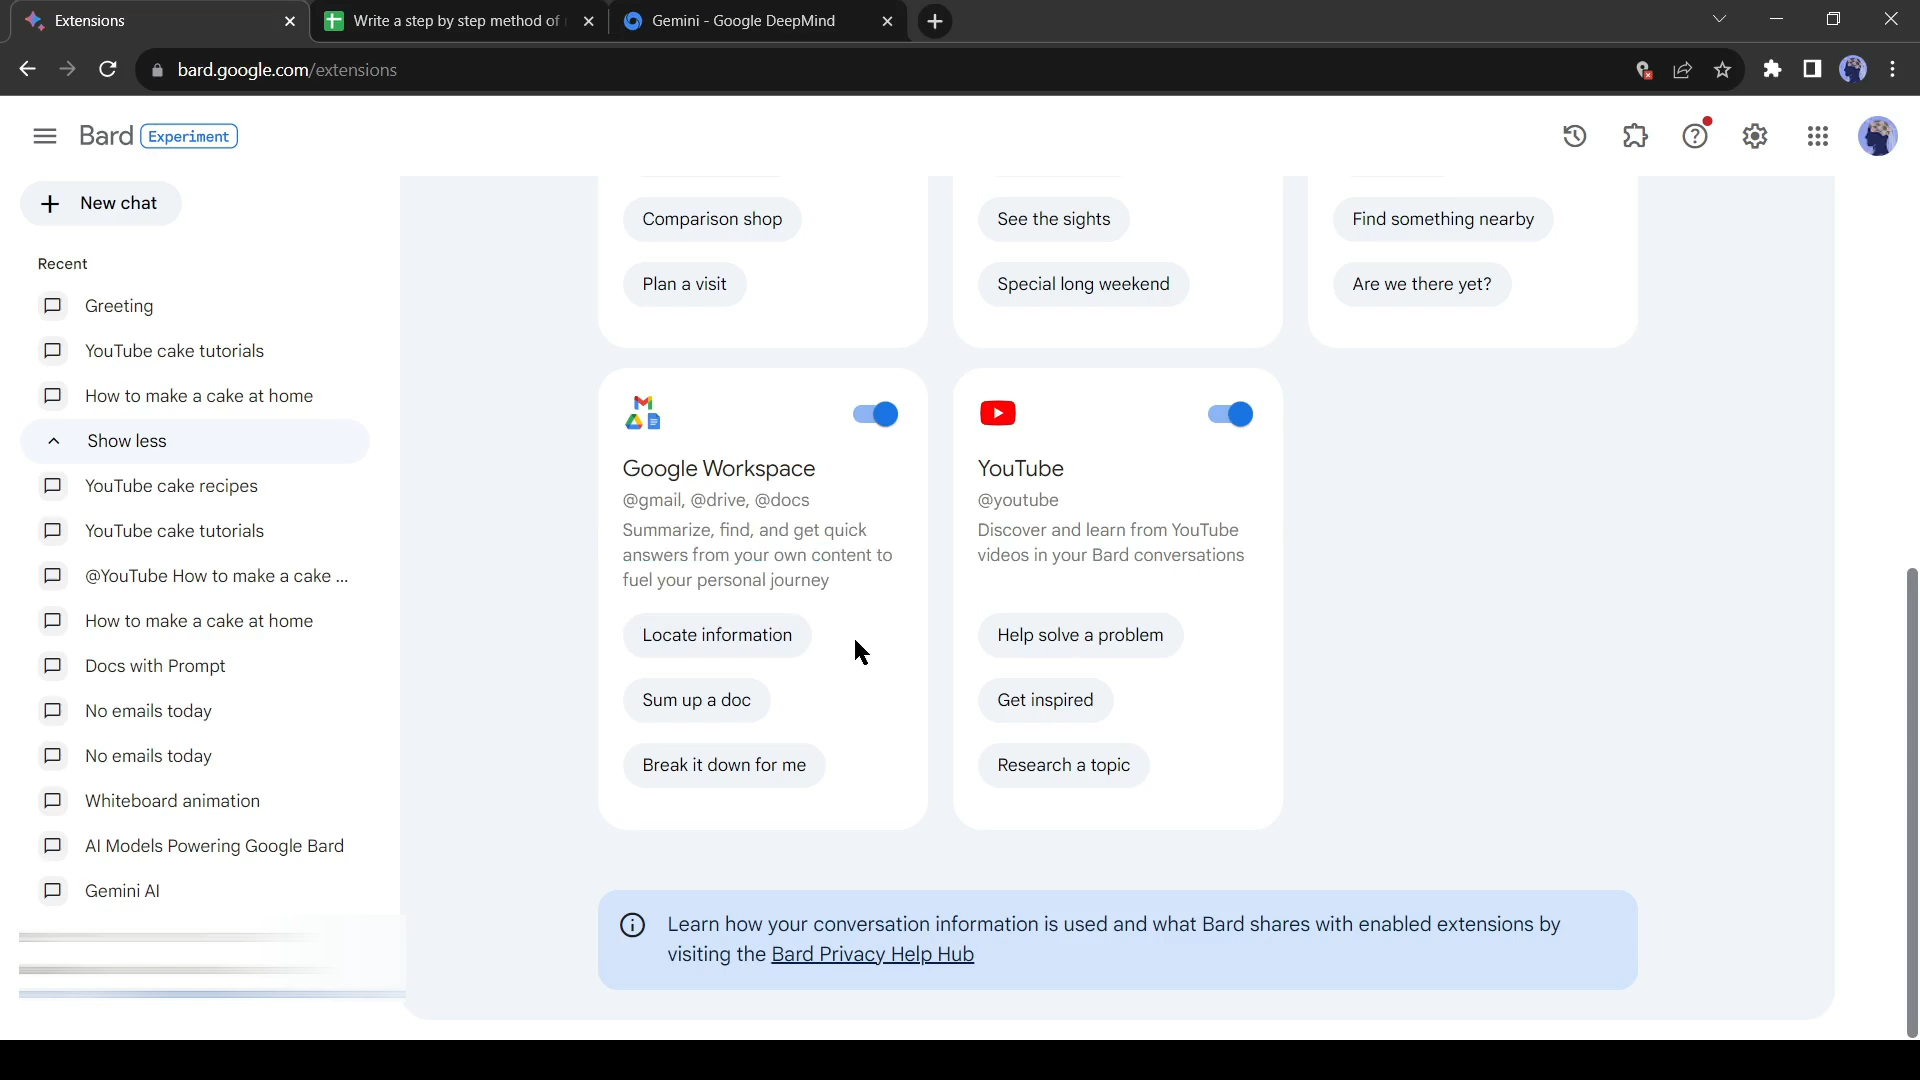 Extensions
Write a step by step method of
Gemini - Google DeepMind
bard.google.com/extensions
Bard Experiment
New chat
Recent
Greeting
YouTube cake tutorials
How to make a cake at home
Show less
YouTube cake recipes
YouTube cake tutorials
@YouTube How to make a cake ...
How to make a cake at home
Docs with Prompt
No emails today
No emails today
Whiteboard animation
AI Models Powering Google Bard
Gemini AI
Comparison shop
Plan a visit
See the sights
Special long weekend
Find something nearby
Are we there yet?
Google Workspace
@gmail, @drive, @docs
Summarize, find, and get quick
answers from your own content to
fuel your personal journey
Locate information
Sum up a doc
Break it down for me
YouTube
@youtube
Discover and learn from YouTube
videos in your Bard conversations
Help solve a problem
Get inspired
Research a topic
Learn how your conversation information is used and what Bard shares with enabled extensions by
visiting the Bard Privacy Help Hub